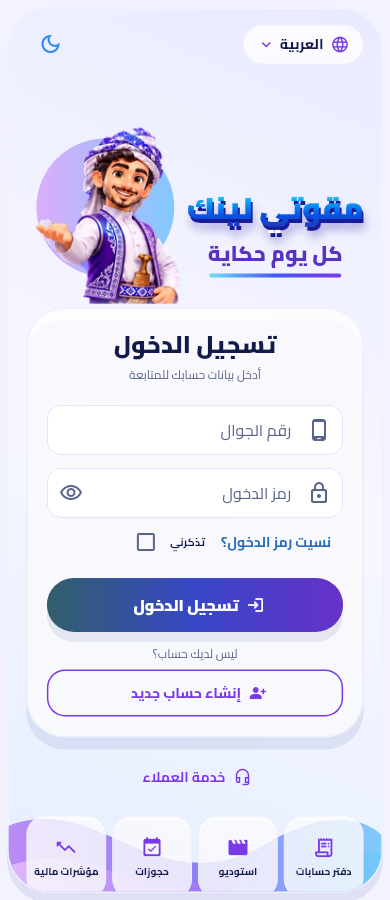 العربية
مقوتي لينك
كل يوم حكاية
تسجيل الدخول
أدخل بيانات حسابك للمتابعة
رقم الجوال
رمز الدخول
نسيت رمز الدخول؟ تذكرني
تسجيل الدخول
ليس لديك حساب؟
إنشاء حساب جديد
خدمة العملاء
دفتر حسابات
استوديو
حجوزات
مؤشرات مالية